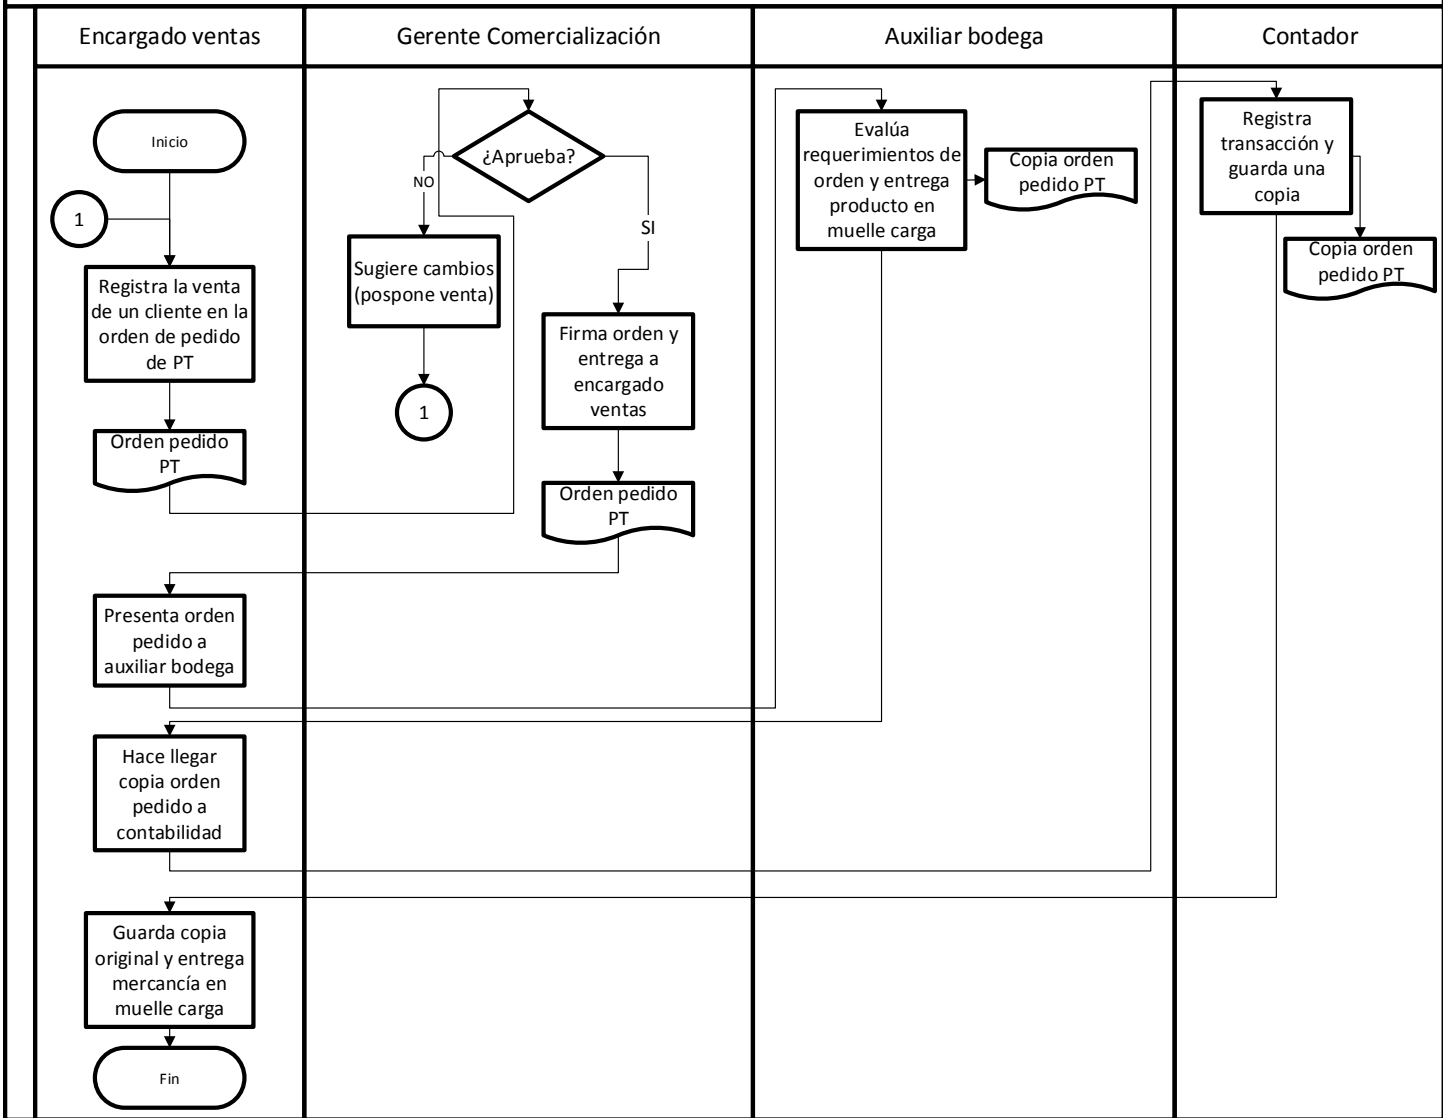 Encargado ventas
Gerente Comercialización
Auxiliar bodega
Contador
Inicio
1
Registra la venta
de un cliente en la
orden de pedido
de PT
Orden pedido
PT
¿Aprueba?
NO
SI
Sugiere cambios
(pospone venta)
1
Firma orden y
entrega a
encargado
ventas
Orden pedido
PT
Presenta orden
pedido a
auxiliar bodega
Evalúa
requerimientos de
orden y entrega
producto en
muelle carga
Copia orden
pedido PT
Hace llegar
copia orden
pedido a
contabilidad
Registra
transacción y
guarda una
copia
Copia orden
pedido PT
Guarda copia
original y entrega
mercancía en
muelle carga
Fin